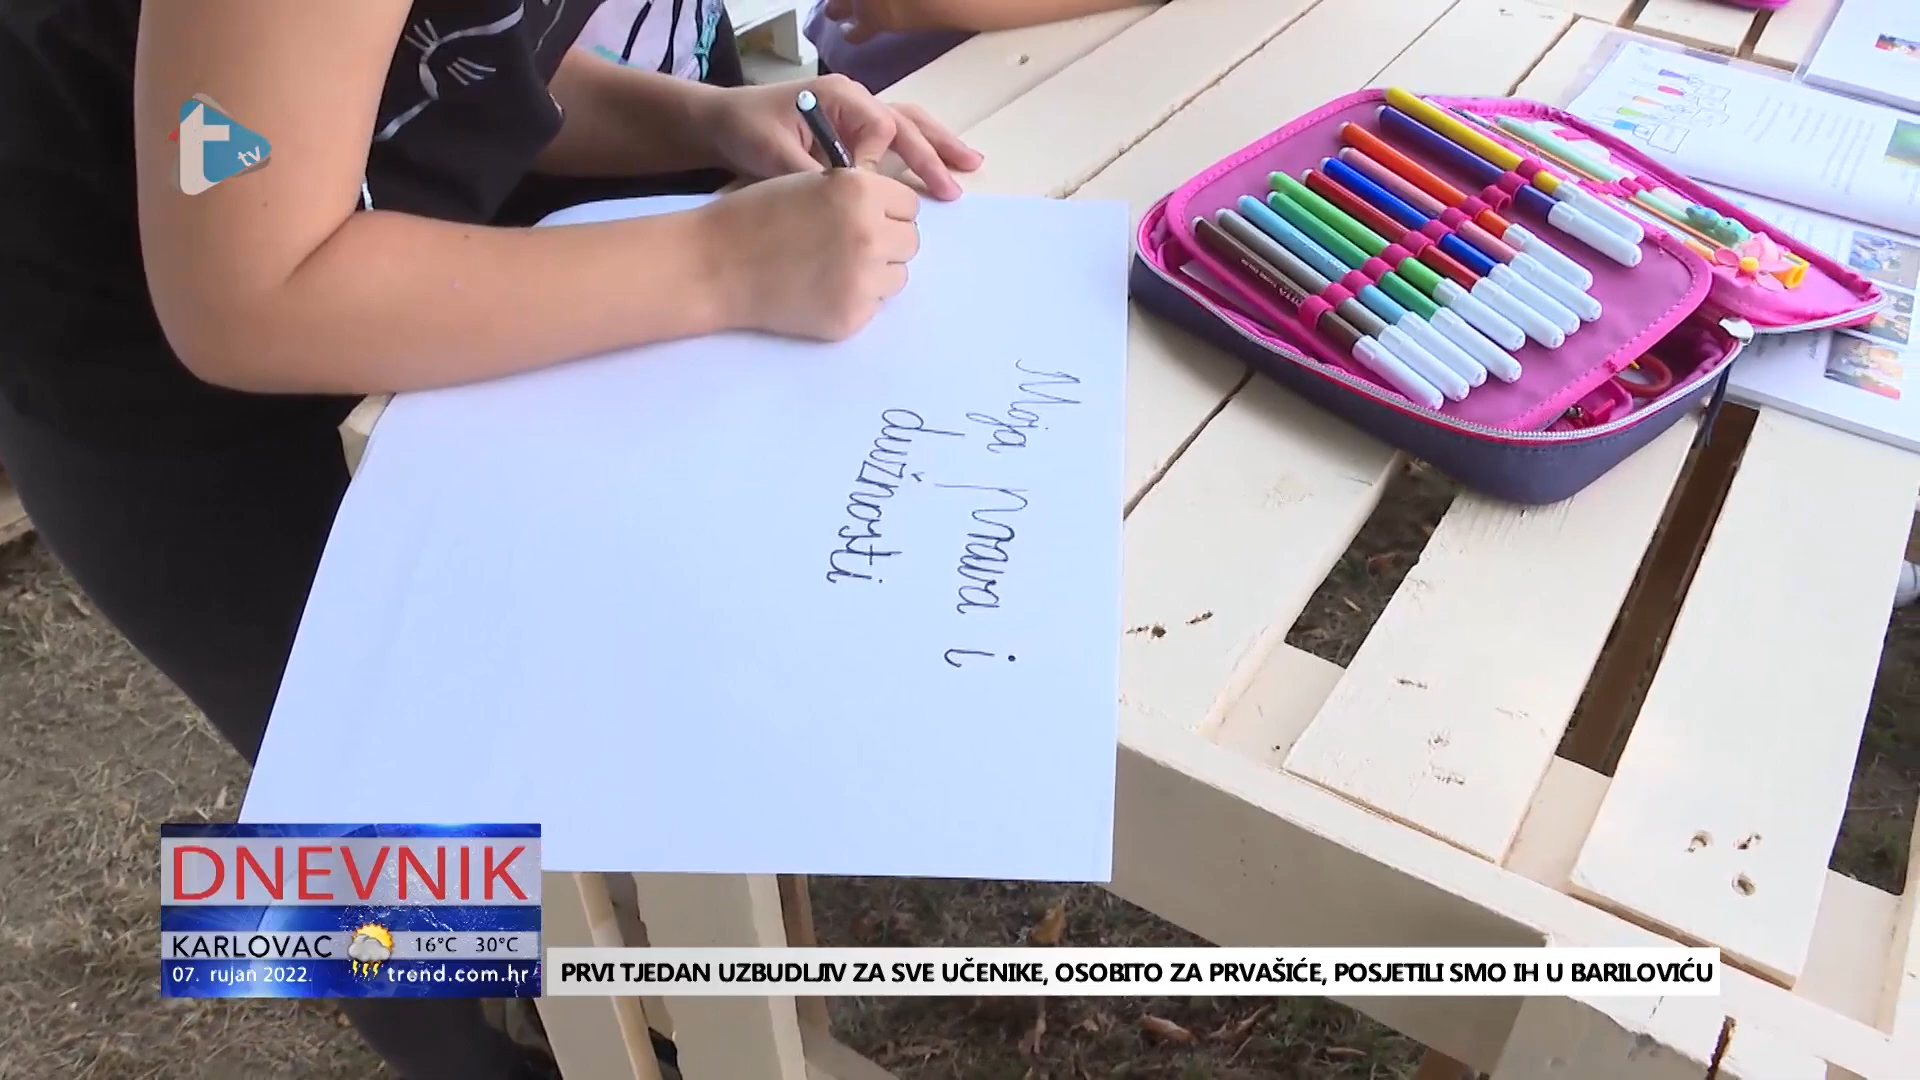 t tv
Moja prava i
dužnosti
DNEVNIK
KARLOVAC 16°C 30°C
07. rujan 2022. trend.com.hr
PRVI TJEDAN UZBUDLJIV ZA SVE UČENIKE, OSOBITO ZA PRVAŠIĆE, POSJETILI SMO IH U BARILOVIĆU